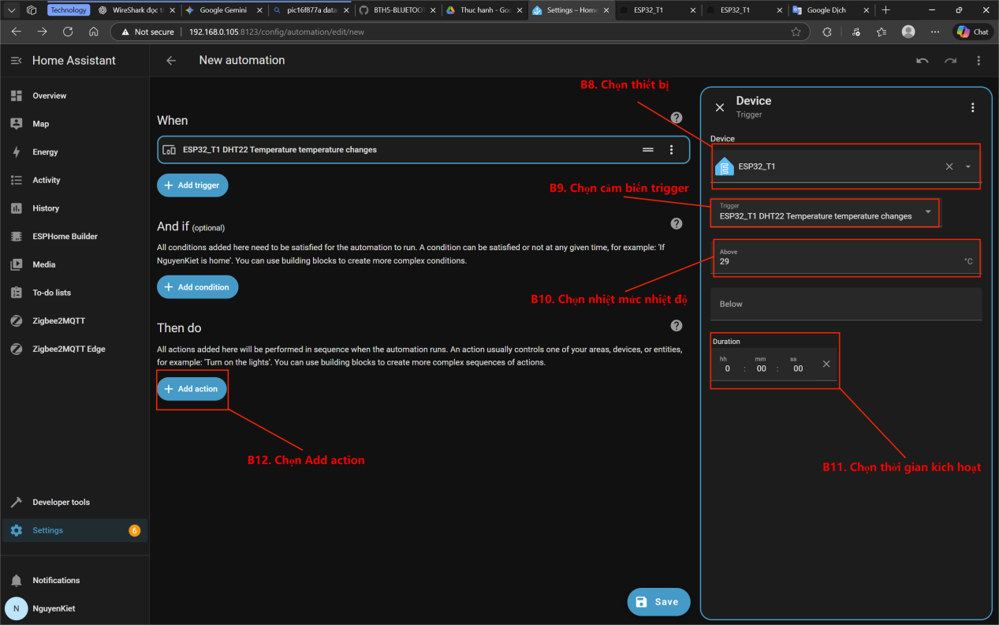 Technology
WireShark đọc t
Google Gemini
pic16f877a datas
BTH5-BLUETOOT
Thuc hanh - Goo
Settings – Home
ESP32_T1
ESP32_T1
Google Dịch
Not secure
192.168.0.105:8123/config/automation/edit/new
Chat
Home Assistant
New automation
Overview
Map
Energy
Activity
History
ESPHome Builder
Media
To-do lists
Zigbee2MQTT
Zigbee2MQTT Edge
Developer tools
Settings
6
Notifications
N
NguyenKiet
When
ESP32_T1 DHT22 Temperature temperature changes
+ Add trigger
And if (optional)
All conditions added here need to be satisfied for the automation to run. A condition can be satisfied or not at any given time, for example: 'If
NguyenKiet is home'. You can use building blocks to create more complex conditions.
+ Add condition
Then do
All actions added here will be performed in sequence when the automation runs. An action usually controls one of your areas, devices, or entities,
for example: 'Turn on the lights'. You can use building blocks to create more complex sequences of actions.
+ Add action
B12. Chọn Add action
Save
B8. Chọn thiết bị
B9. Chọn cảm biến trigger
B10. Chọn nhiệt mức nhiệt độ
B11. Chọn thời gian kích hoạt
Device
Trigger
Device
ESP32_T1
Trigger
ESP32_T1 DHT22 Temperature temperature changes
Above
29 °C
Below
Duration
hh mm ss
0 : 00 : 00